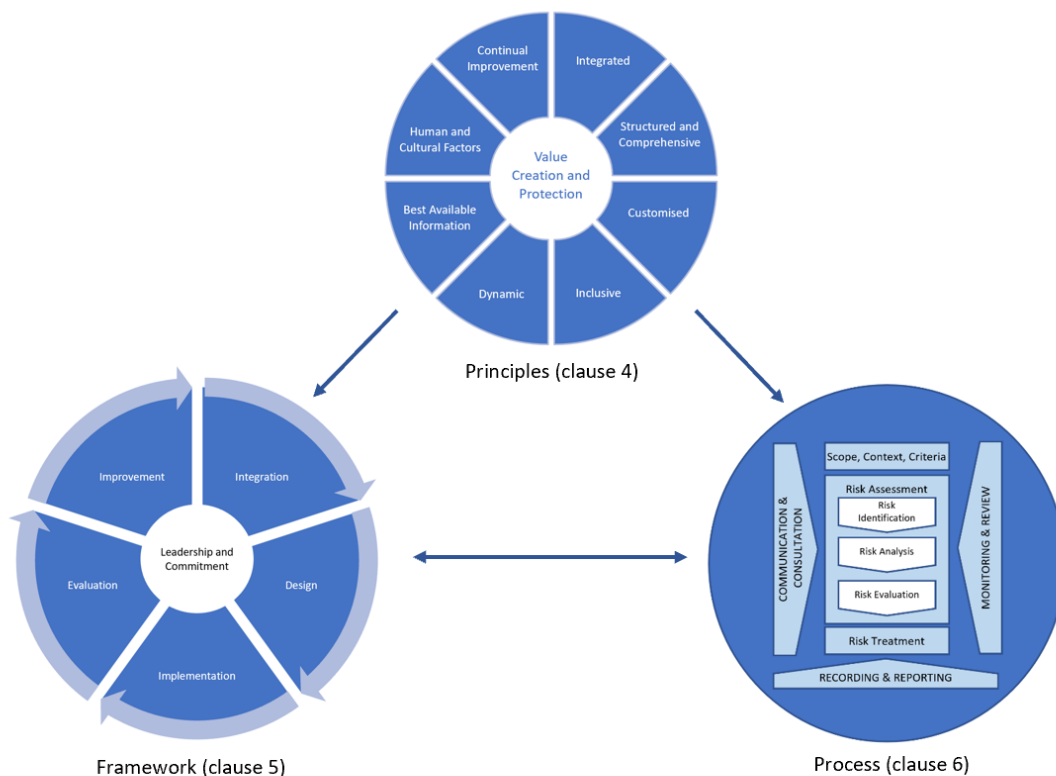 Continual
Improvement
Integrated
Human and
Cultural Factors
Structured and
Comprehensive
Value
Creation and
Protection
Best Available
Information
Customised
Dynamic
Inclusive
Principles (clause 4)
Improvement
Integration
Leadership and
Commitment
Evaluation
Design
Implementation
Framework (clause 5)
Scope, Context, Criteria
COMMUNICATION &
CONSULTATION
Risk Assessment
Risk
Identification
Risk Analysis
Risk Evaluation
MONITORING & REVIEW
Risk Treatment
RECORDING & REPORTING
Process (clause 6)